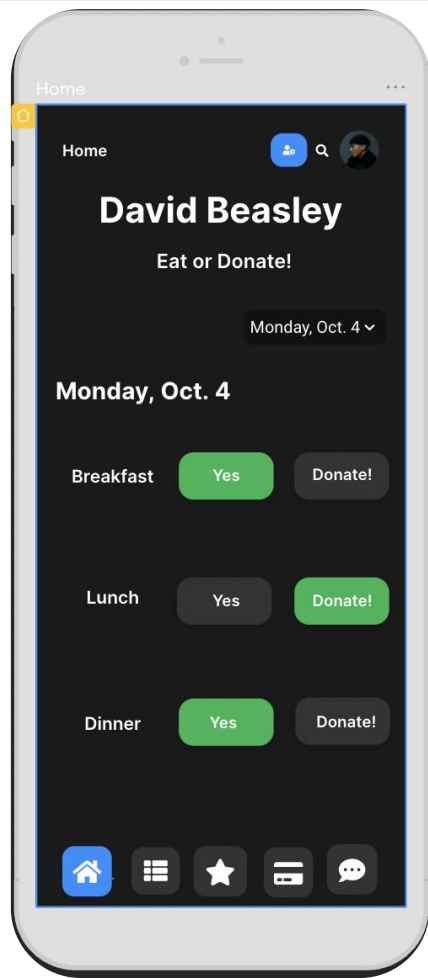 Home
Home
David Beasley
Eat or Donate!
Monday, Oct. 4
Monday, Oct. 4
Breakfast Yes Donate!
Lunch Yes Donate!
Dinner Yes Donate!